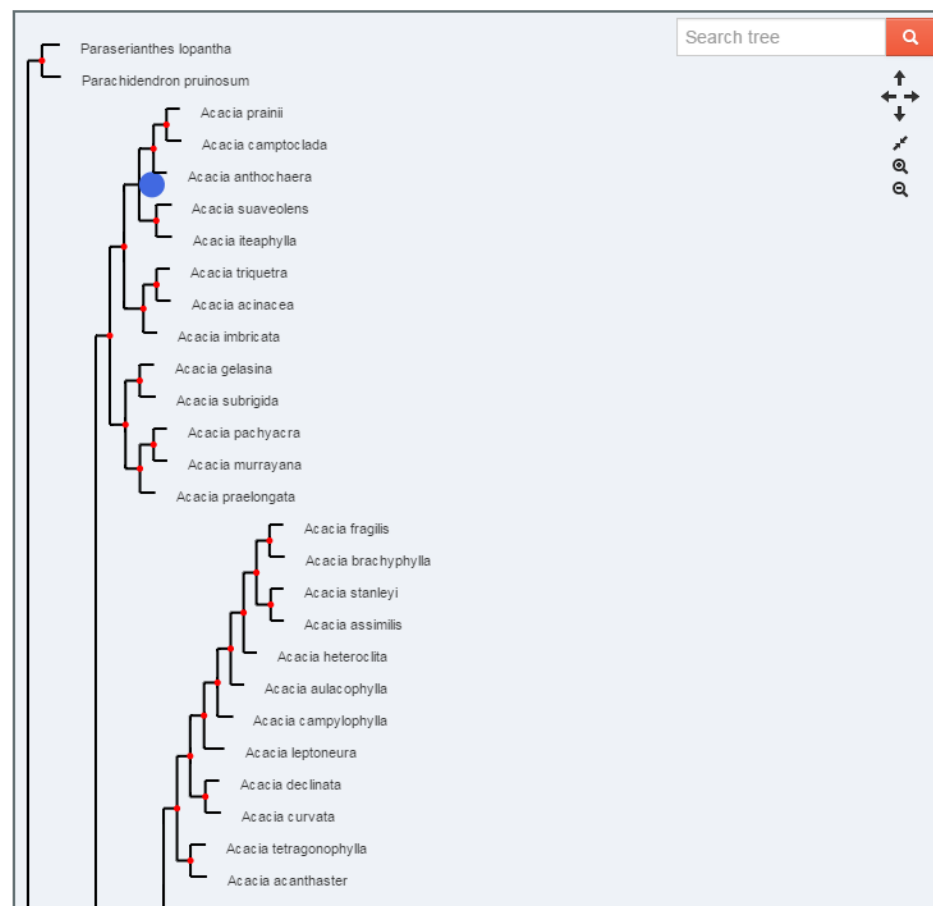 Search tree
Paraserianthes lopantha
Parachidendron pruinosum
Acacia prainii
Acacia camptoclada
Acacia anthochaera
Acacia suaveolens
Acacia iteaphylla
Acacia triquetra
Acacia acinacea
Acacia imbricata
Acacia gelasina
Acacia subrigida
Acacia pachyacra
Acacia murrayana
Acacia praelongata
Acacia fragilis
Acacia brachyphylla
Acacia stanleyi
Acacia assimilis
Acacia heteroclita
Acacia aulacophylla
Acacia campylophylla
Acacia leptoneura
Acacia declinata
Acacia curvata
Acacia tetragonophylla
Acacia acanthaster